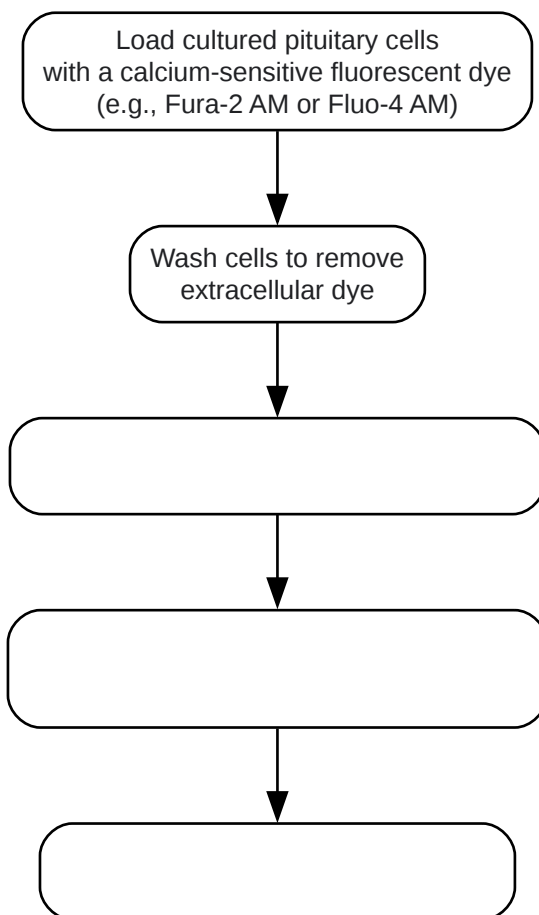 Load cultured pituitary cells
with a calcium-sensitive fluorescent dye
(e.g., Fura-2 AM or Fluo-4 AM)
Wash cells to remove
extracellular dye